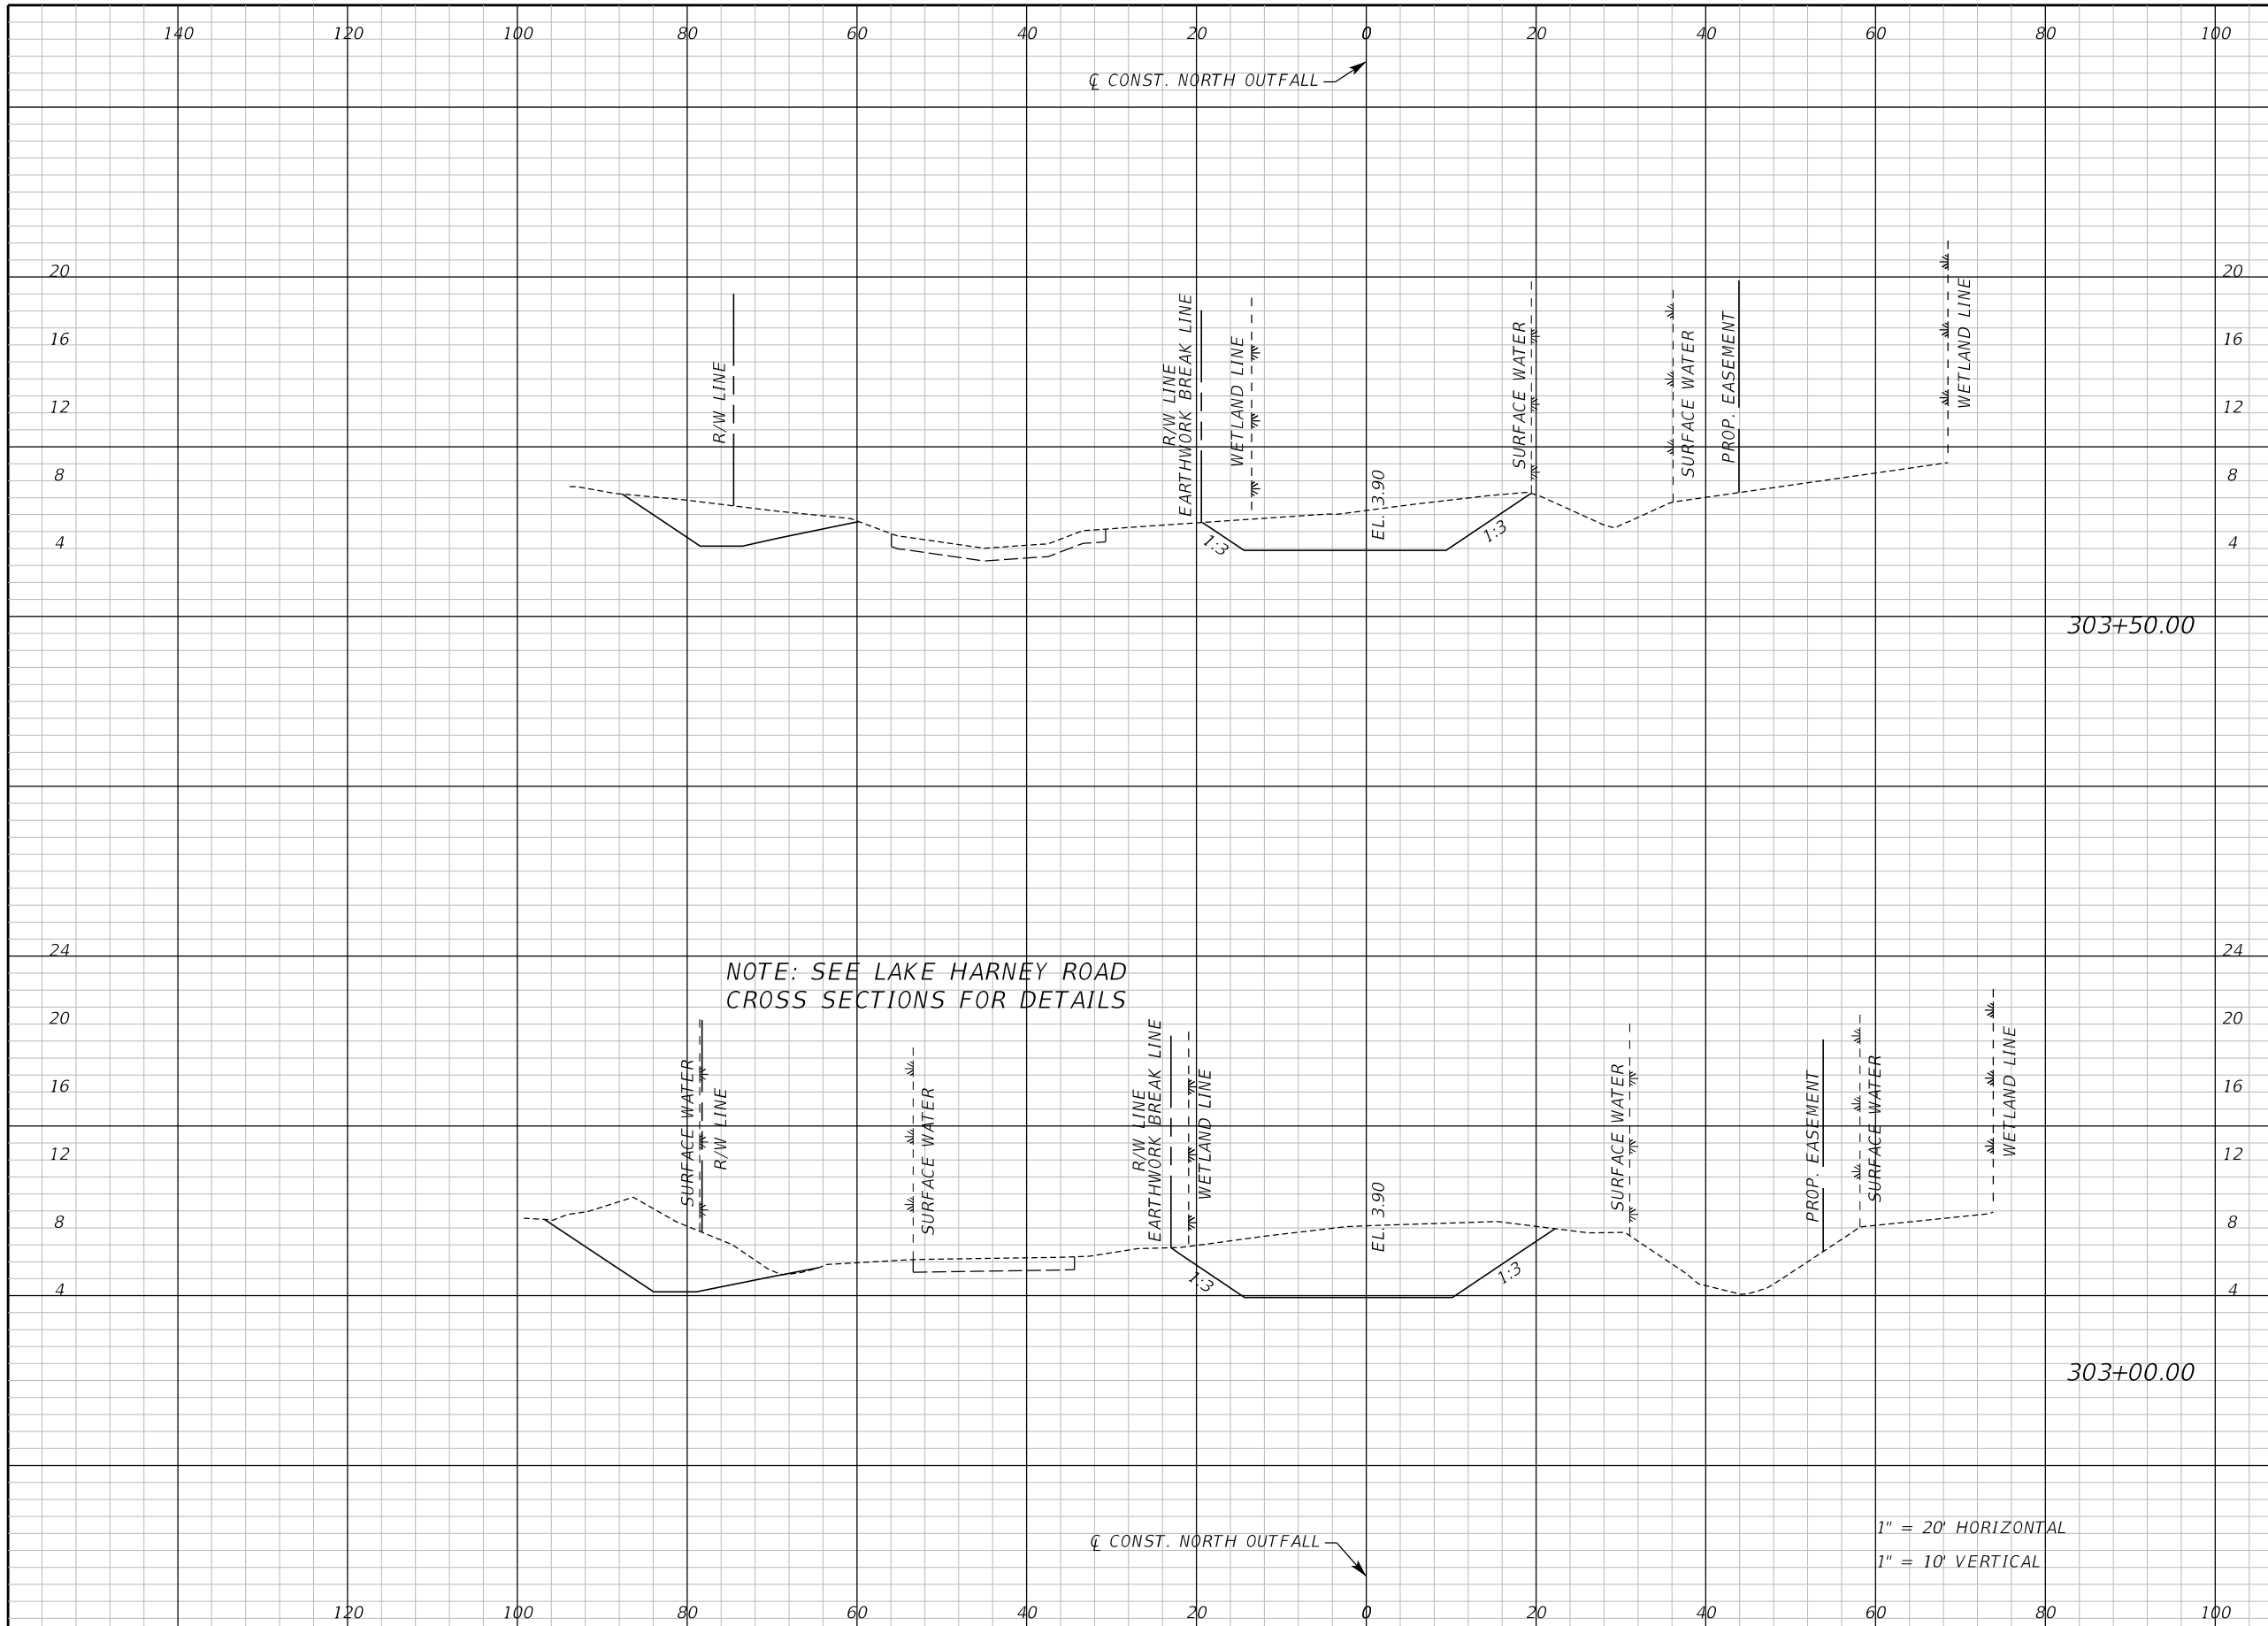 140 120 100 80 60 40 20 0 20 40 60 80 100
℄ CONST. NORTH OUTFALL
20 20
16 16
12 12
8 8
4 4
R/W LINE
R/W LINE
EARTHWORK BREAK LINE
WETLAND LINE
SURFACE WATER
SURFACE WATER
PROP. EASEMENT
WETLAND LINE
EL. 3.90
1:3
1:3
303+50.00
24 24
NOTE: SEE LAKE HARNEY ROAD
CROSS SECTIONS FOR DETAILS
20 20
16 16
12 12
8 8
4 4
SURFACE WATER
R/W LINE
SURFACE WATER
R/W LINE
EARTHWORK BREAK LINE
WETLAND LINE
EL. 3.90
SURFACE WATER
PROP. EASEMENT
SURFACE WATER
WETLAND LINE
1:3
1:3
303+00.00
℄ CONST. NORTH OUTFALL
1" = 20' HORIZONTAL
1" = 10' VERTICAL
120 100 80 60 40 20 0 20 40 60 80 100